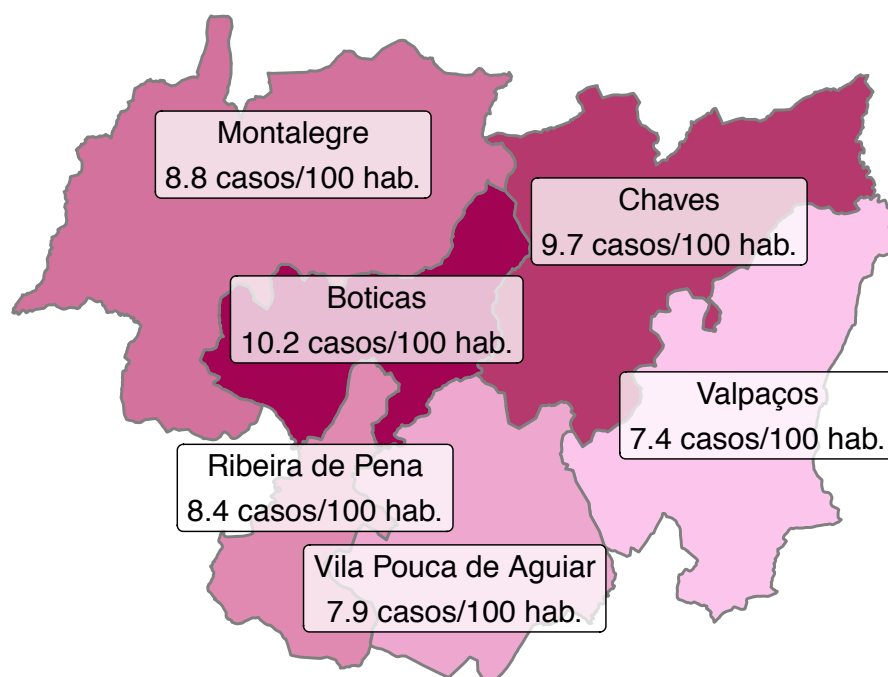 Montalegre
8.8 casos/100 hab.
Chaves
9.7 casos/100 hab.
Boticas
10.2 casos/100 hab.
Valpaços
7.4 casos/100 hab.
Ribeira de Pena
8.4 casos/100 hab.
Vila Pouca de Aguiar
7.9 casos/100 hab.